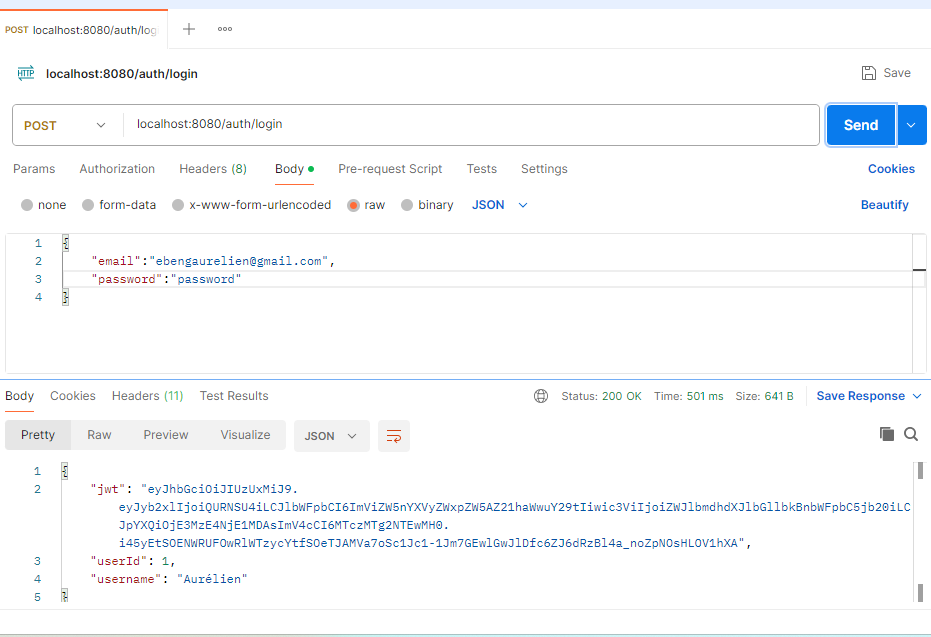 POST localhost:8080/auth/log
localhost:8080/auth/login
Save
POST
localhost:8080/auth/login
Send
Params Authorization Headers (8) Body Pre-request Script Tests Settings Cookies
none form-data x-www-form-urlencoded raw binary JSON Beautify
1 {
2 "email":"ebengaurelien@gmail.com",
3 "password":"password"
4 }
Body Cookies Headers (11) Test Results Status: 200 OK Time: 501 ms Size: 641 B Save Response
Pretty Raw Preview Visualize JSON
1 {
2 "jwt": "eyJhbGciOiJIUzUxMiJ9.
eyJyb2xlIjoiQURNSU4iLCJlbWFpbCI6ImViZW5nYXVyZWxpZW5AZ21haWwuY29tIiwic3ViIjoiZWJlbmdhdXJlbGllbkBnbWFpbC5jb20iLC
JpYXQiOjE3MzE4NjE1MDAsImV4cCI6MTczMTg2NTEwMH0.
i45yEtSOENWRUFOwRlWTzycYtfSOeTJAMVa7oSc1Jc1-1Jm7GEwlGwJlDfc6ZJ6dRzBl4a_noZpNOsHLOV1hXA",
3 "userId": 1,
4 "username": "Aurélien"
5 }